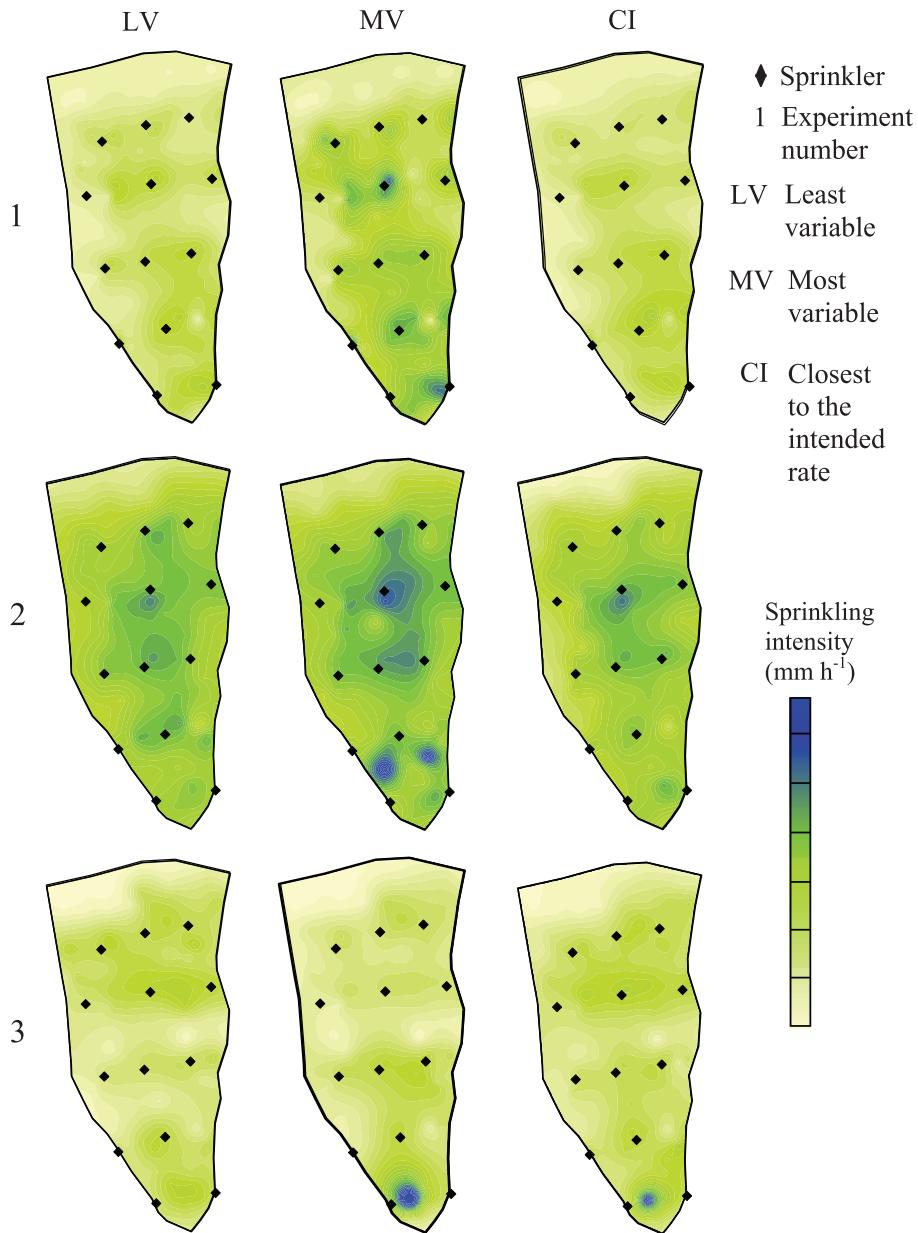 LV MV CI
Sprinkler
1 Experiment
number
LV Least
variable
MV Most
variable
CI Closest
to the
intended
rate
1
2
3
Sprinkling
intensity
(mm h-1)